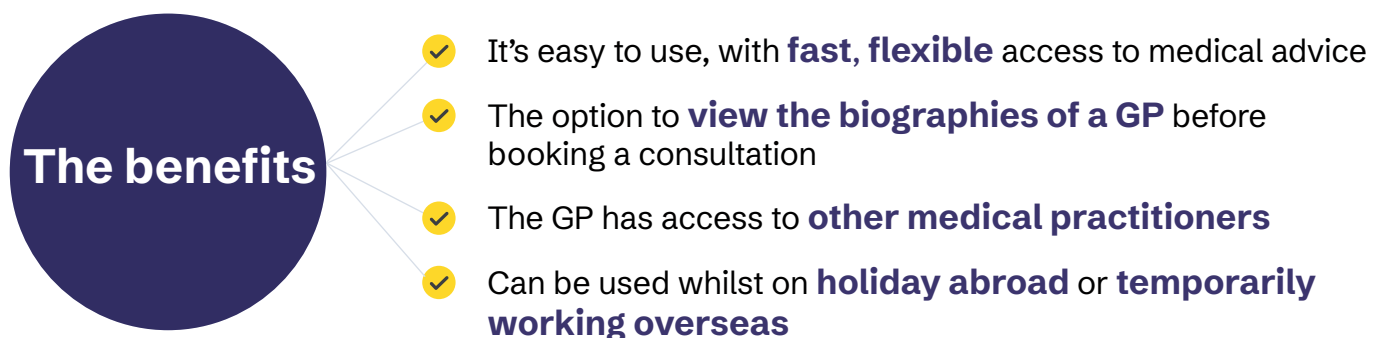 The benefits
It’s easy to use, with fast, flexible access to medical advice
The option to view the biographies of a GP before
booking a consultation
The GP has access to other medical practitioners
Can be used whilst on holiday abroad or temporarily
working overseas